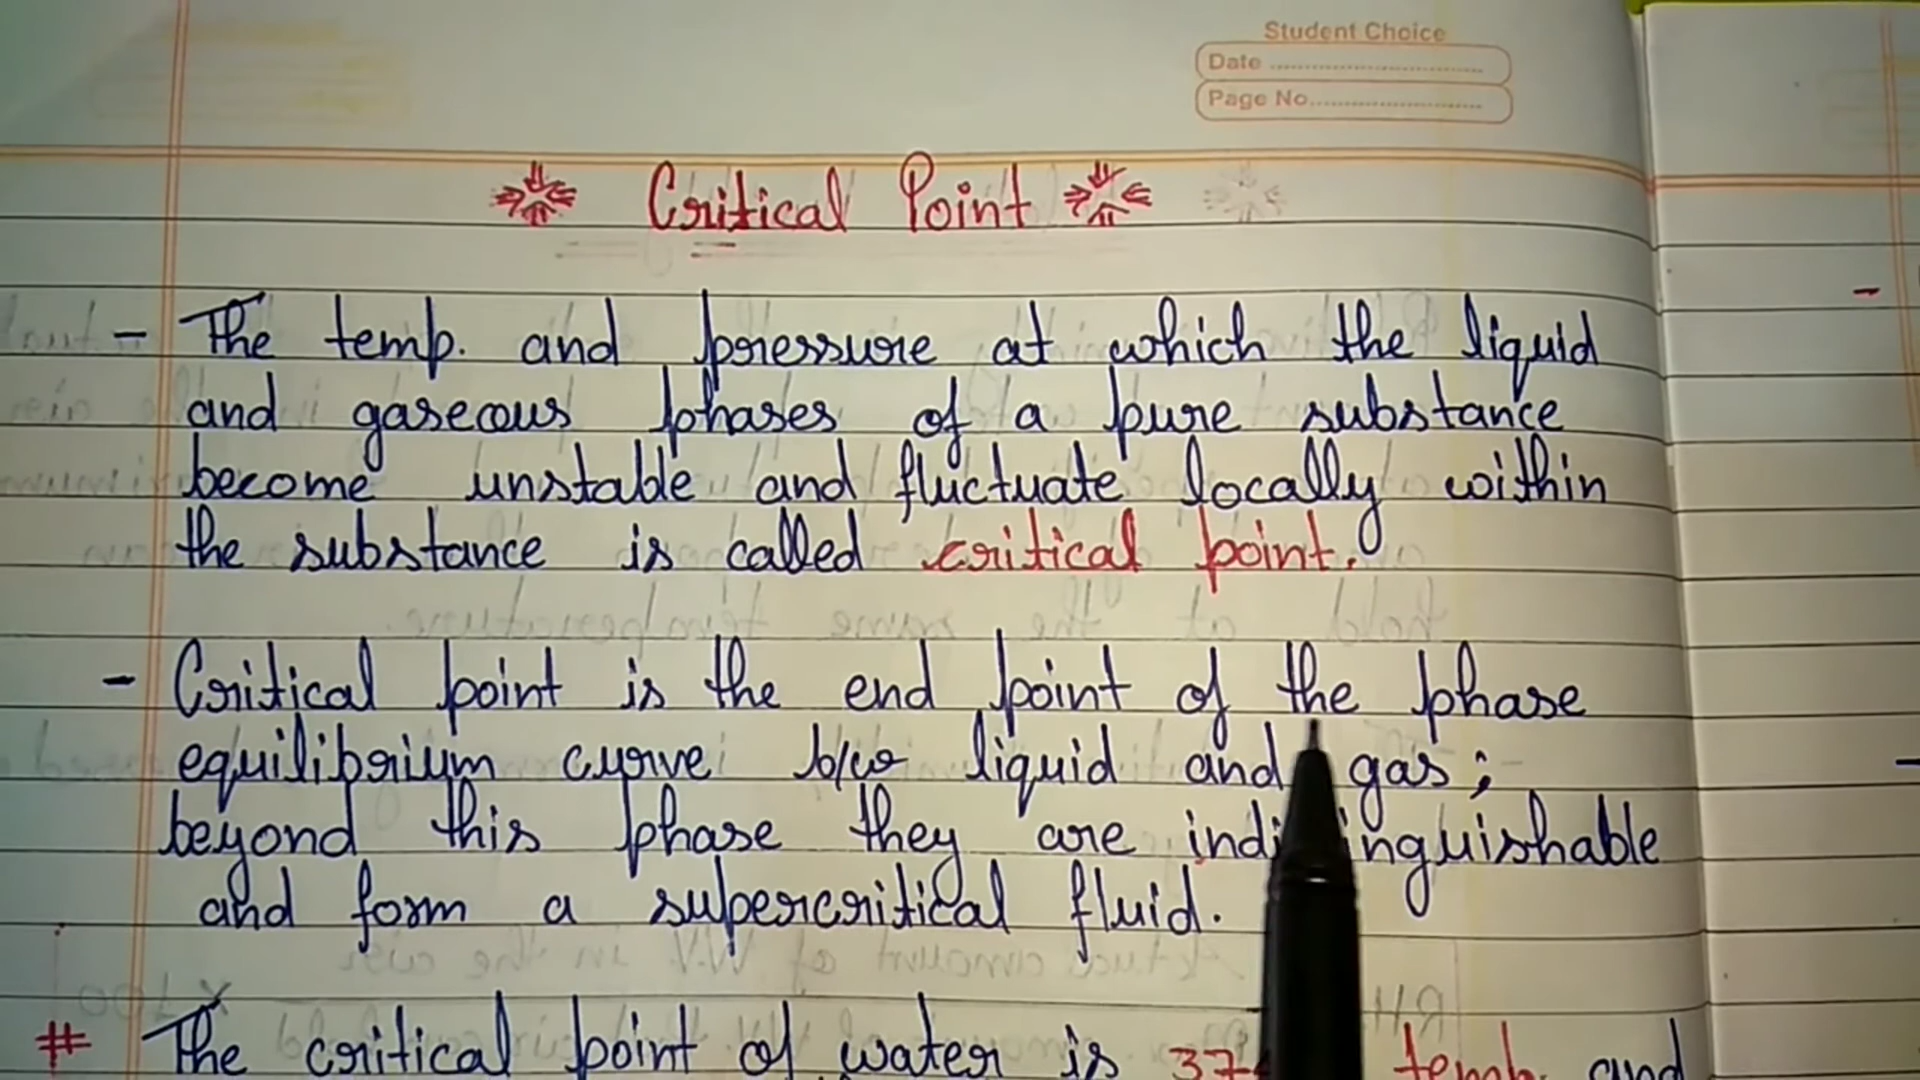 Student Choice
Date
Page No.
Critical Point
- The temp. and pressure at which the liquid
and gaseous phases of a pure substance
become unstable and fluctuate locally within
the substance is called critical point.
- Critical point is the end point of the phase
equilibrium curve b/w liquid and gas;
beyond this phase they are indistinguishable
and form a supercritical fluid.
# The critical point of water is 37 temp. and